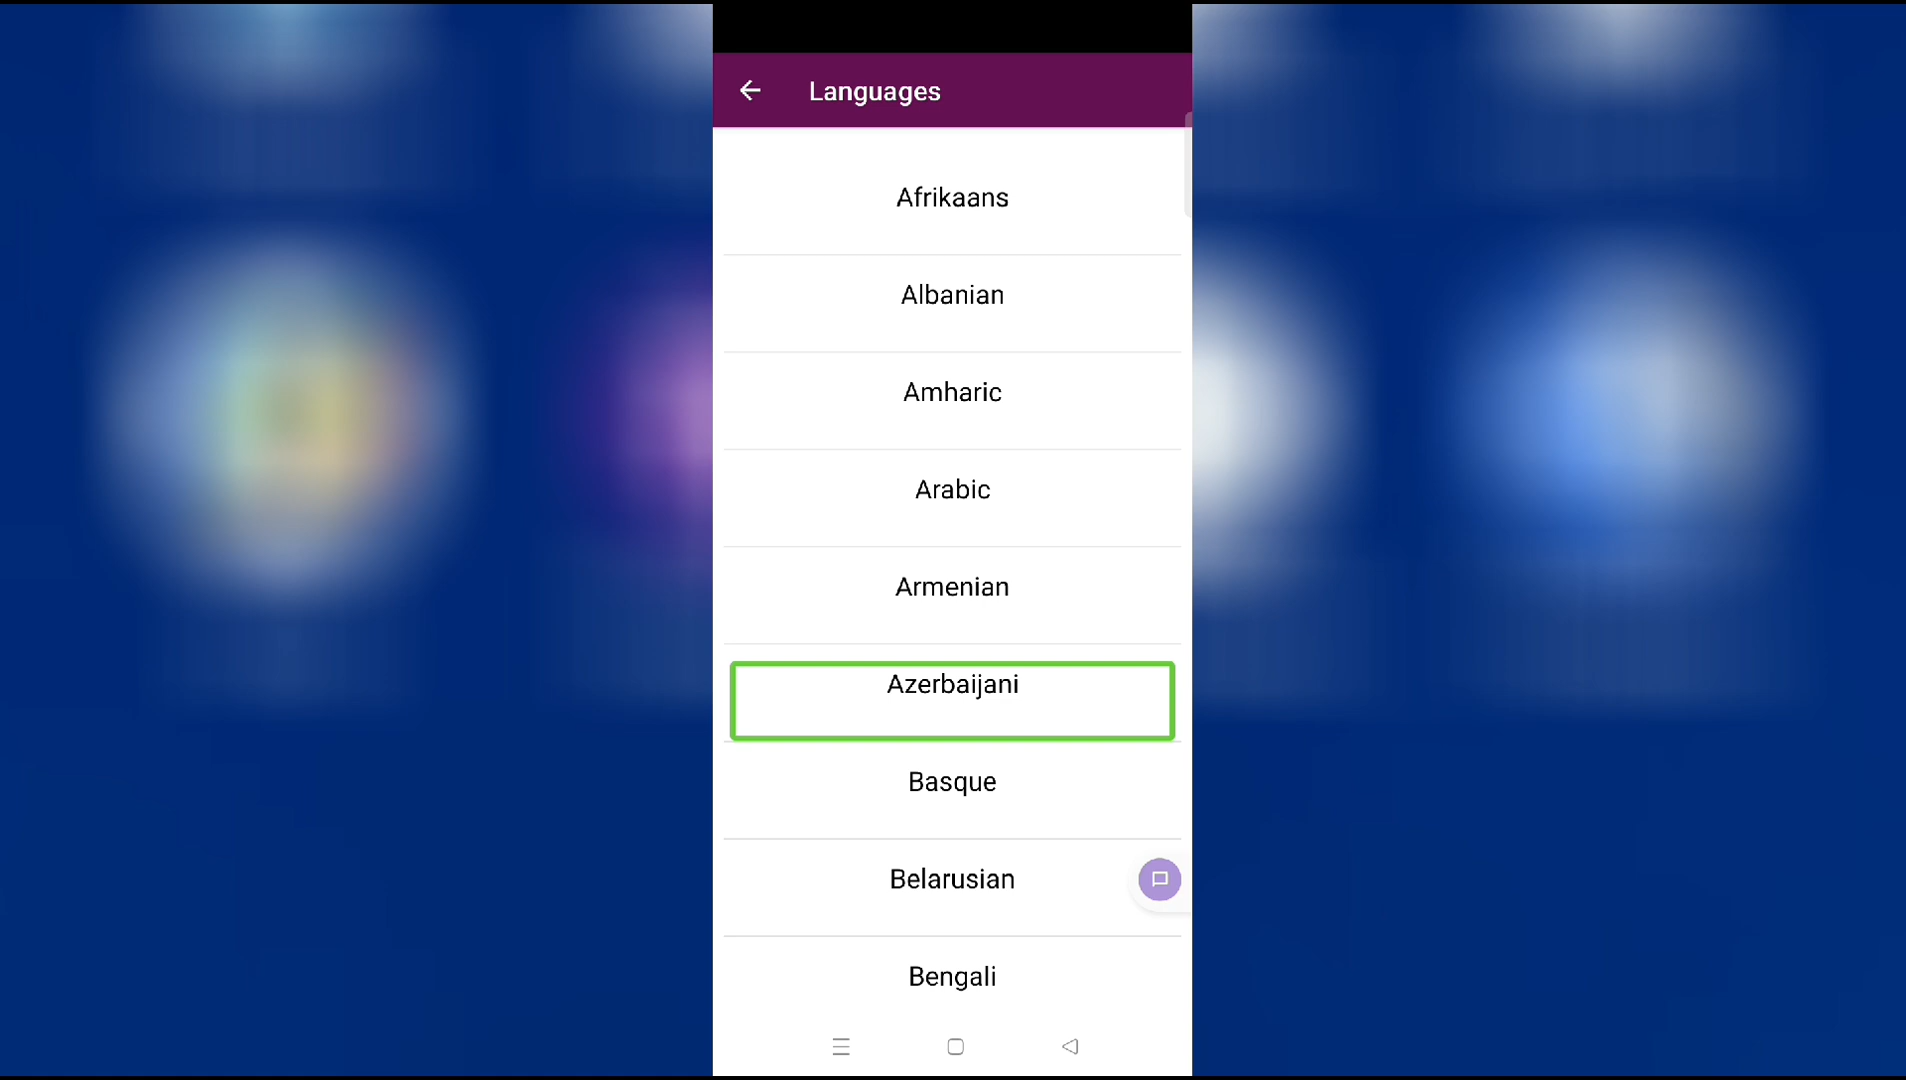 Languages
Afrikaans
Albanian
Amharic
Arabic
Armenian
Azerbaijani
Basque
Belarusian
Bengali